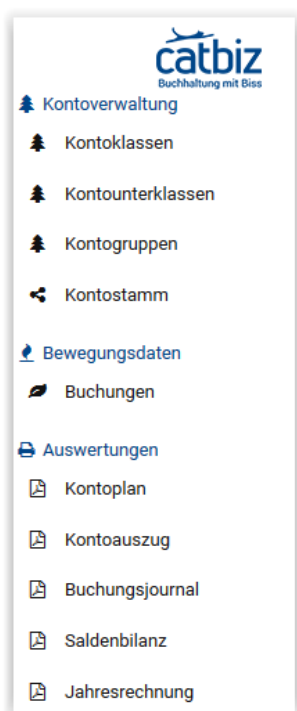 catbiz
Buchhaltung mit Biss
Kontoverwaltung
Kontoklassen
Kontounterklassen
Kontogruppen
Kontostamm
Bewegungsdaten
Buchungen
Auswertungen
Kontoplan
Kontoauszug
Buchungsjournal
Saldenbilanz
Jahresrechnung